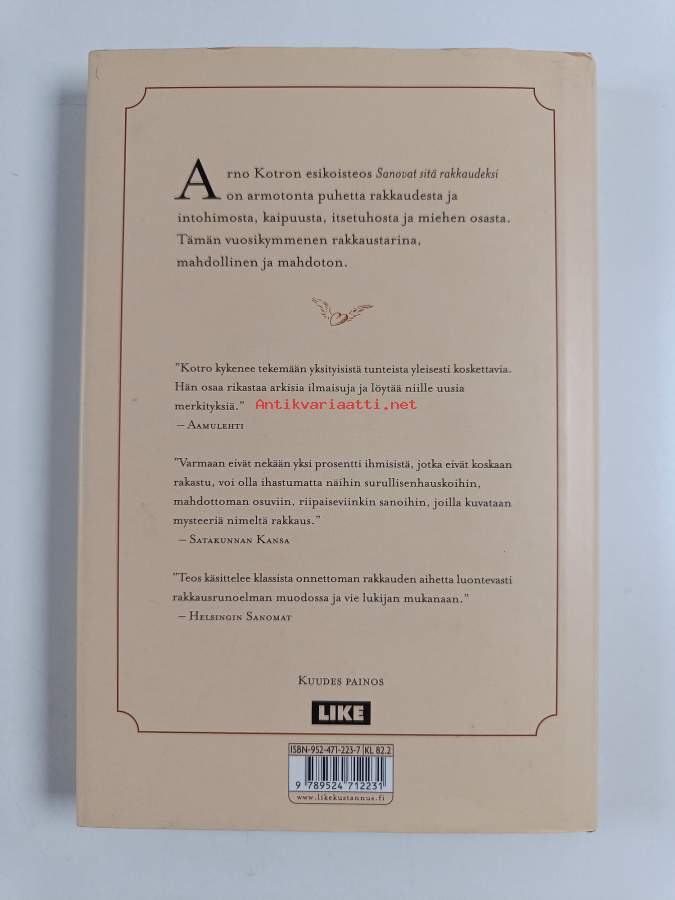 Arno Kotron esikoisteos Sanovat sitä rakkaudeksi
on armotonta puhetta rakkaudesta ja
intohimosta, kaipuusta, itsetuhosta ja miehen osasta.
Tämän vuosikymmenen rakkaustarina,
mahdollinen ja mahdoton.
"Kotro kykenee tekemään yksityisistä tunteista yleisesti koskettavia.
Hän osaa rikastaa arkisia ilmaisuja ja löytää niille uusia
merkityksiä."
Antikvariaatti.net
– Aamulehti
"Varmaan eivät nekään yksi prosentti ihmisistä, jotka eivät koskaan
rakastu, voi olla ihastumatta näihin surullisenhauskoihin,
mahdottoman osuviin, riipaiseviinkin sanoihin, joilla kuvataan
mysteeriä nimeltä rakkaus."
– Satakunnan Kansa
"Teos käsittelee klassista onnettoman rakkauden aihetta luontevasti
rakkausrunoelman muodossa ja vie lukijan mukanaan."
– Helsingin Sanomat
Kuudes painos
LIKE
ISBN-952-471-223-7 KL 82.2
9 789524 712231
www.likekustannus.fi